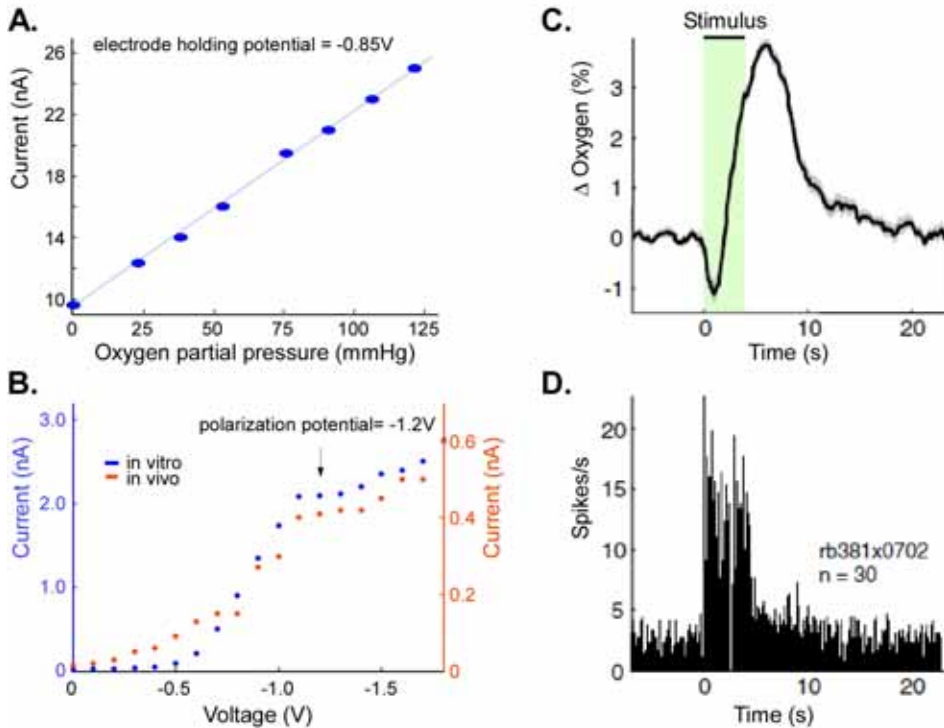 A.
electrode holding potential = -0.85V
26
22
18
14
10
Current (nA)
0 25 50 75 100 125
Oxygen partial pressure (mmHg)
B.
polarization potential= -1.2V
3.0
2.0
1.0
0
Current (nA)
in vitro
in vivo
0.6
0.4
0.2
0
Current (nA)
0 -0.5 -1.0 -1.5
Voltage (V)
C.
Stimulus
3
2
1
0
-1
Δ Oxygen (%)
0 10 20
Time (s)
D.
20
15
10
5
0
Spikes/s
rb381x0702
n = 30
0 10 20
Time (s)